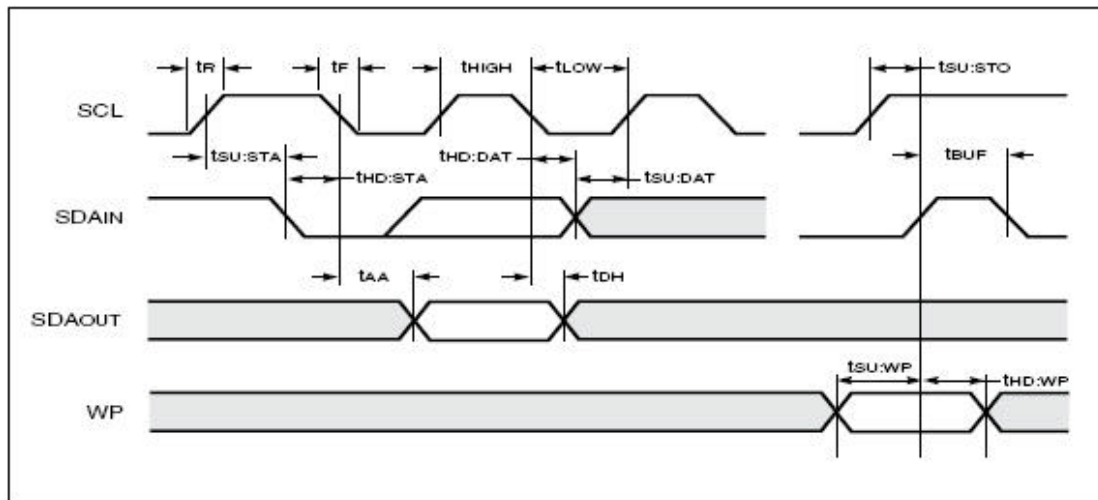 tR tF tHIGH tLOW tSU:STO
SCL
tSU:STA tHD:STA tHD:DAT tSU:DAT tBUF
SDAIN
tAA tDH
SDAOUT
tSU:WP tHD:WP
WP